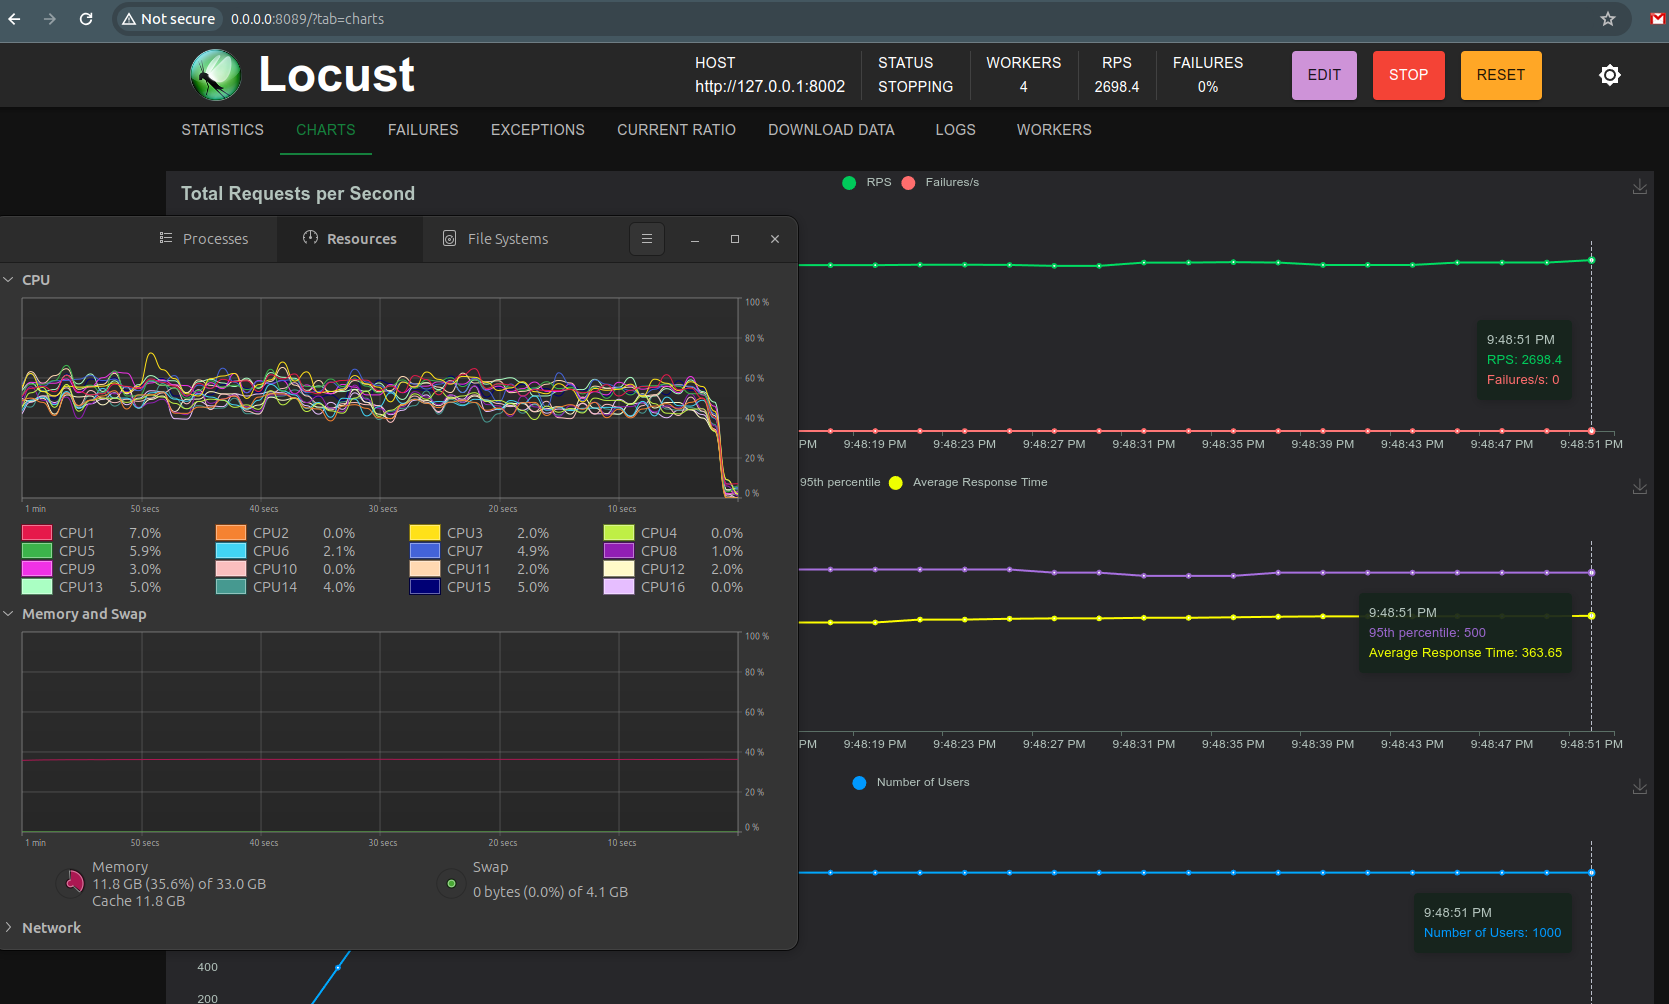 Not secure 0.0.0.0:8089/?tab=charts
Locust
HOST
http://127.0.0.1:8002
STATUS
STOPPING
WORKERS
4
RPS
2698.4
FAILURES
0%
EDIT
STOP
RESET
STATISTICS CHARTS FAILURES EXCEPTIONS CURRENT RATIO DOWNLOAD DATA LOGS WORKERS
Total Requests per Second
RPS Failures/s
9:48:51 PM
RPS: 2698.4
Failures/s: 0
PM 9:48:19 PM 9:48:23 PM 9:48:27 PM 9:48:31 PM 9:48:35 PM 9:48:39 PM 9:48:43 PM 9:48:47 PM 9:48:51 PM
95th percentile Average Response Time
9:48:51 PM
95th percentile: 500
Average Response Time: 363.65
PM 9:48:19 PM 9:48:23 PM 9:48:27 PM 9:48:31 PM 9:48:35 PM 9:48:39 PM 9:48:43 PM 9:48:47 PM 9:48:51 PM
Number of Users
9:48:51 PM
Number of Users: 1000
400
200
Processes Resources File Systems
CPU
100 %
80 %
60 %
40 %
20 %
0 %
1 min 50 secs 40 secs 30 secs 20 secs 10 secs
CPU1 7.0% CPU2 0.0% CPU3 2.0% CPU4 0.0%
CPU5 5.9% CPU6 2.1% CPU7 4.9% CPU8 1.0%
CPU9 3.0% CPU10 0.0% CPU11 2.0% CPU12 2.0%
CPU13 5.0% CPU14 4.0% CPU15 5.0% CPU16 0.0%
Memory and Swap
100 %
80 %
60 %
40 %
20 %
0 %
1 min 50 secs 40 secs 30 secs 20 secs 10 secs
Memory
11.8 GB (35.6%) of 33.0 GB
Cache 11.8 GB
Swap
0 bytes (0.0%) of 4.1 GB
Network